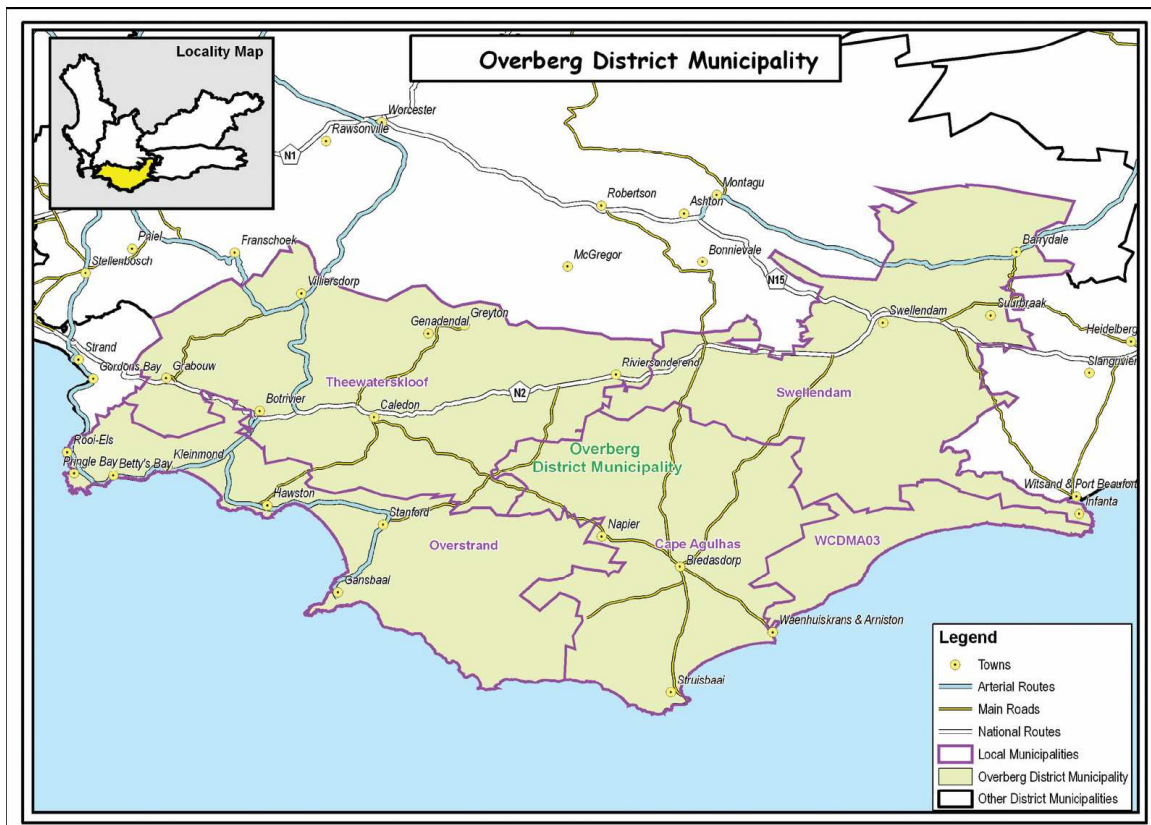 Locality Map
Overberg District Municipality
Worcester
Rawsonville
N1
Montagu
Robertson
Ashton
Pniel
Franschoek
Barrydale
Stellenbosch
McGregor
Bonnievale
N15
Villiersdorp
Greyton
Genadendal
Swellendam
Suurbraak
Heidelberg
Strand
Gordons Bay
Grabouw
Riviersonderend
Slangrivier
Theewaterskloof
N2
Swellendam
Botrivier
Caledon
Overberg
District Municipality
Rooi-Els
Kleinmond
Pringle Bay
Betty's Bay
Witsand & Port Beaufort
Hawston
Infanta
Stanford
Napier
Overstrand
Cape Agulhas
WCDMA03
Bredasdorp
Gansbaai
Waenhuiskrans & Arniston
Struisbaai
Legend
Towns
Arterial Routes
Main Roads
National Routes
Local Municipalities
Overberg District Municipality
Other District Municipalities